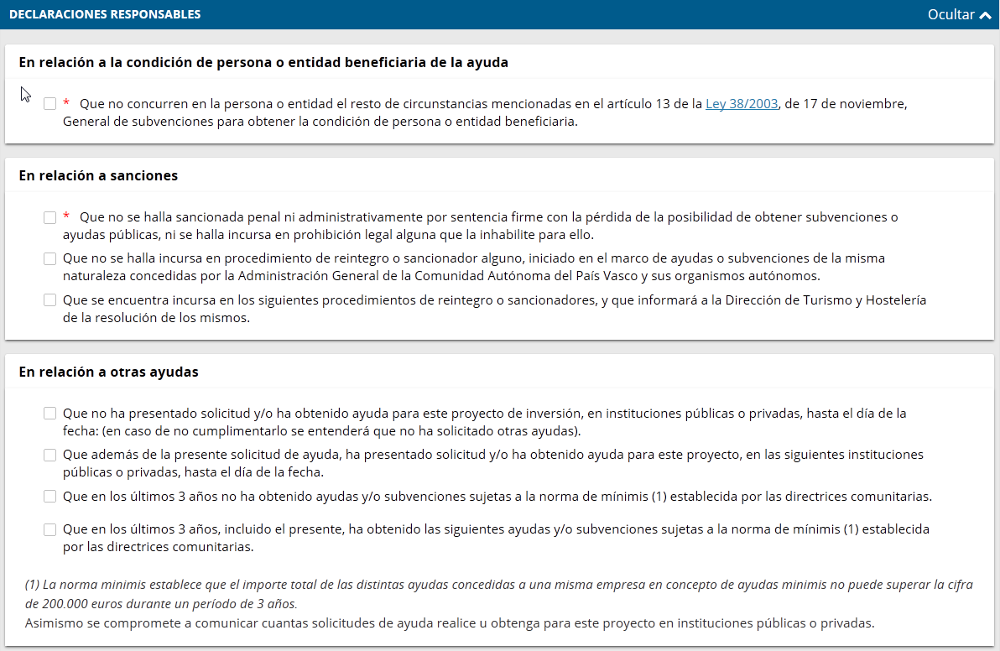 DECLARACIONES RESPONSABLES
Ocultar
En relación a la condición de persona o entidad beneficiaria de la ayuda
* Que no concurren en la persona o entidad el resto de circunstancias mencionadas en el artículo 13 de la Ley 38/2003, de 17 de noviembre,
General de subvenciones para obtener la condición de persona o entidad beneficiaria.
En relación a sanciones
* Que no se halla sancionada penal ni administrativamente por sentencia firme con la pérdida de la posibilidad de obtener subvenciones o
ayudas públicas, ni se halla incursa en prohibición legal alguna que la inhabilite para ello.
Que no se halla incursa en procedimiento de reintegro o sancionador alguno, iniciado en el marco de ayudas o subvenciones de la misma
naturaleza concedidas por la Administración General de la Comunidad Autónoma del País Vasco y sus organismos autónomos.
Que se encuentra incursa en los siguientes procedimientos de reintegro o sancionadores, y que informará a la Dirección de Turismo y Hostelería
de la resolución de los mismos.
En relación a otras ayudas
Que no ha presentado solicitud y/o ha obtenido ayuda para este proyecto de inversión, en instituciones públicas o privadas, hasta el día de la
fecha: (en caso de no cumplimentarlo se entenderá que no ha solicitado otras ayudas).
Que además de la presente solicitud de ayuda, ha presentado solicitud y/o ha obtenido ayuda para este proyecto, en las siguientes instituciones
públicas o privadas, hasta el día de la fecha.
Que en los últimos 3 años no ha obtenido ayudas y/o subvenciones sujetas a la norma de mínimis (1) establecida por las directrices comunitarias.
Que en los últimos 3 años, incluido el presente, ha obtenido las siguientes ayudas y/o subvenciones sujetas a la norma de mínimis (1) establecida
por las directrices comunitarias.
(1) La norma minimis establece que el importe total de las distintas ayudas concedidas a una misma empresa en concepto de ayudas minimis no puede superar la cifra
de 200.000 euros durante un período de 3 años.
Asimismo se compromete a comunicar cuantas solicitudes de ayuda realice u obtenga para este proyecto en instituciones públicas o privadas.